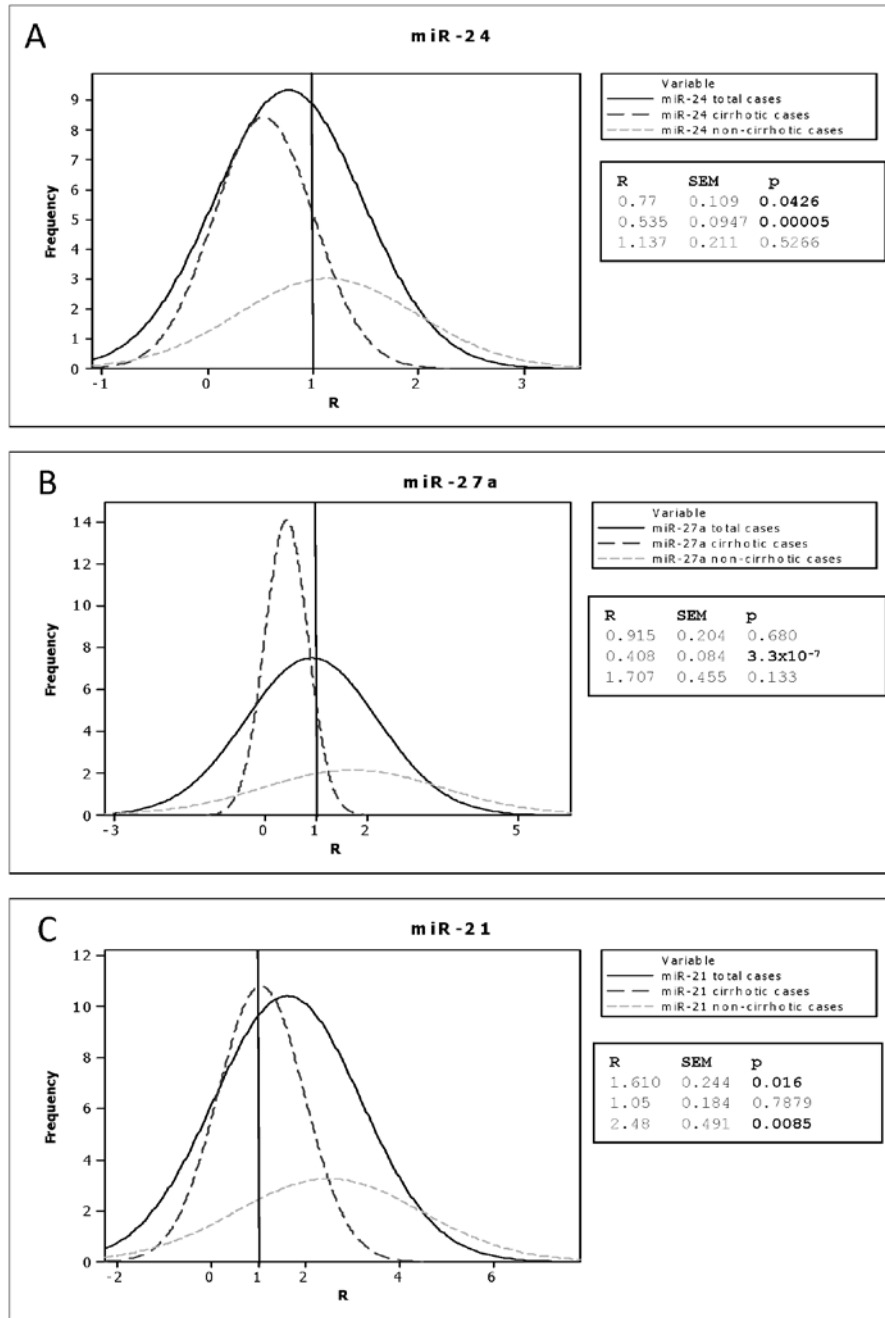 A
miR-24
Frequency
9
8
7
6
5
4
3
2
1
0
-1 0 1 2 3
R
Variable
miR-24 total cases
miR-24 cirrhotic cases
miR-24 non-cirrhotic cases
R SEM p
0.77 0.109 0.0426
0.535 0.0947 0.00005
1.137 0.211 0.5266
B
miR-27a
Frequency
14
12
10
8
6
4
2
0
-3 0 1 2 5
R
Variable
miR-27a total cases
miR-27a cirrhotic cases
miR-27a non-cirrhotic cases
R SEM p
0.915 0.204 0.680
0.408 0.084 3.3x10⁻⁷
1.707 0.455 0.133
C
miR-21
Frequency
12
10
8
6
4
2
0
-2 0 1 2 4 6
R
Variable
miR-21 total cases
miR-21 cirrhotic cases
miR-21 non-cirrhotic cases
R SEM p
1.610 0.244 0.016
1.05 0.184 0.7879
2.48 0.491 0.0085